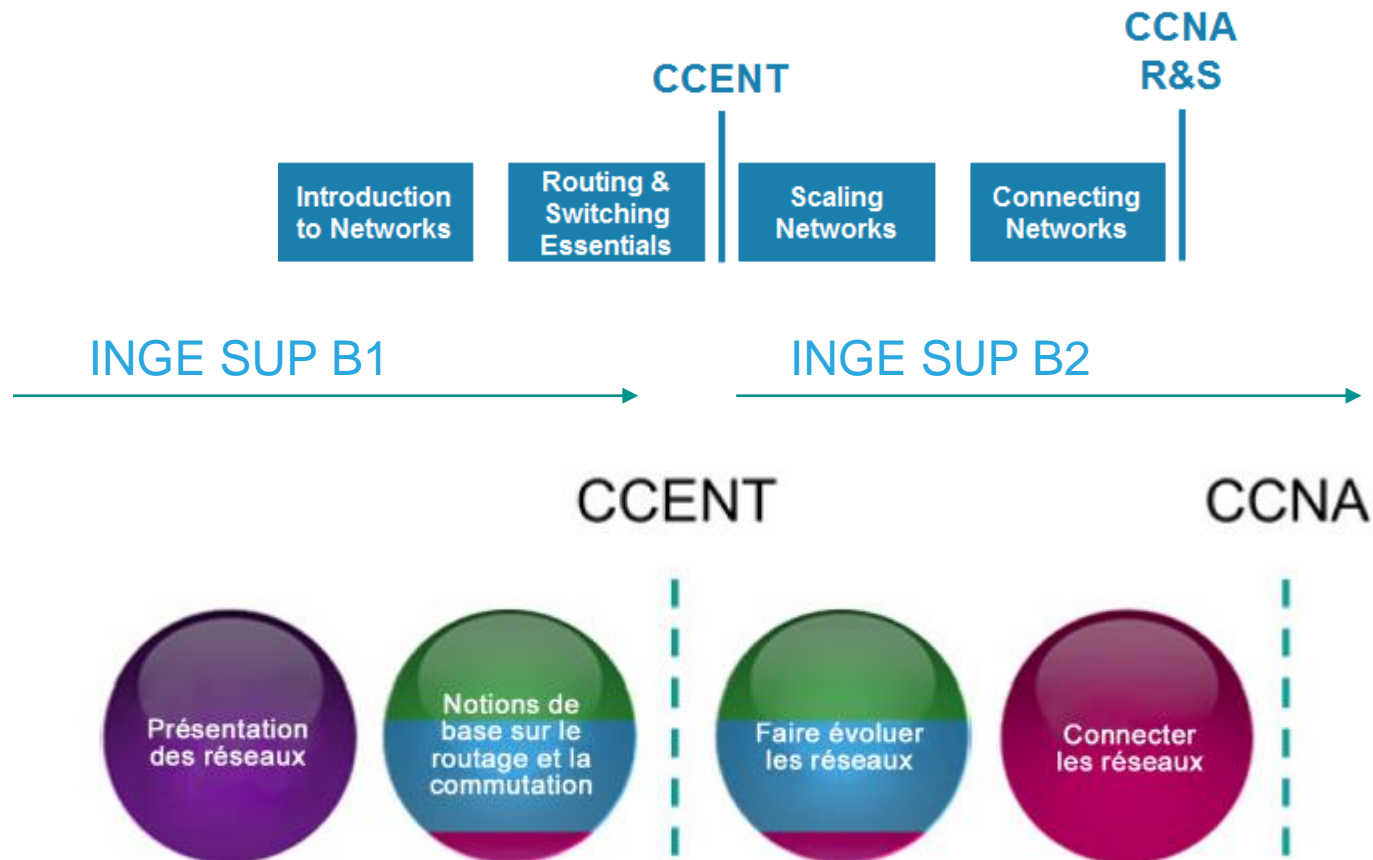 CCNA
R&S
CCENT
Introduction
to Networks
Routing &
Switching
Essentials
Scaling
Networks
Connecting
Networks
INGE SUP B1
INGE SUP B2
CCENT
CCNA
Présentation
des réseaux
Notions de
base sur le
routage et la
commutation
Faire évoluer
les réseaux
Connecter
les réseaux